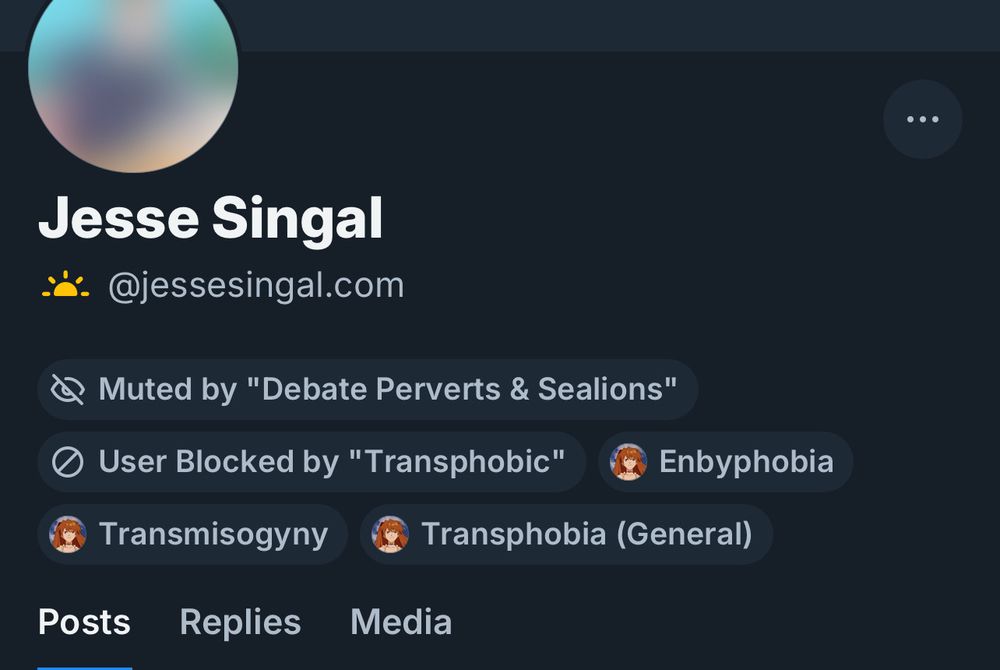 Jesse Singal
@jessesingal.com
Muted by "Debate Perverts & Sealions"
User Blocked by "Transphobic" Enbyphobia
Transmisogyny Transphobia (General)
Posts Replies Media